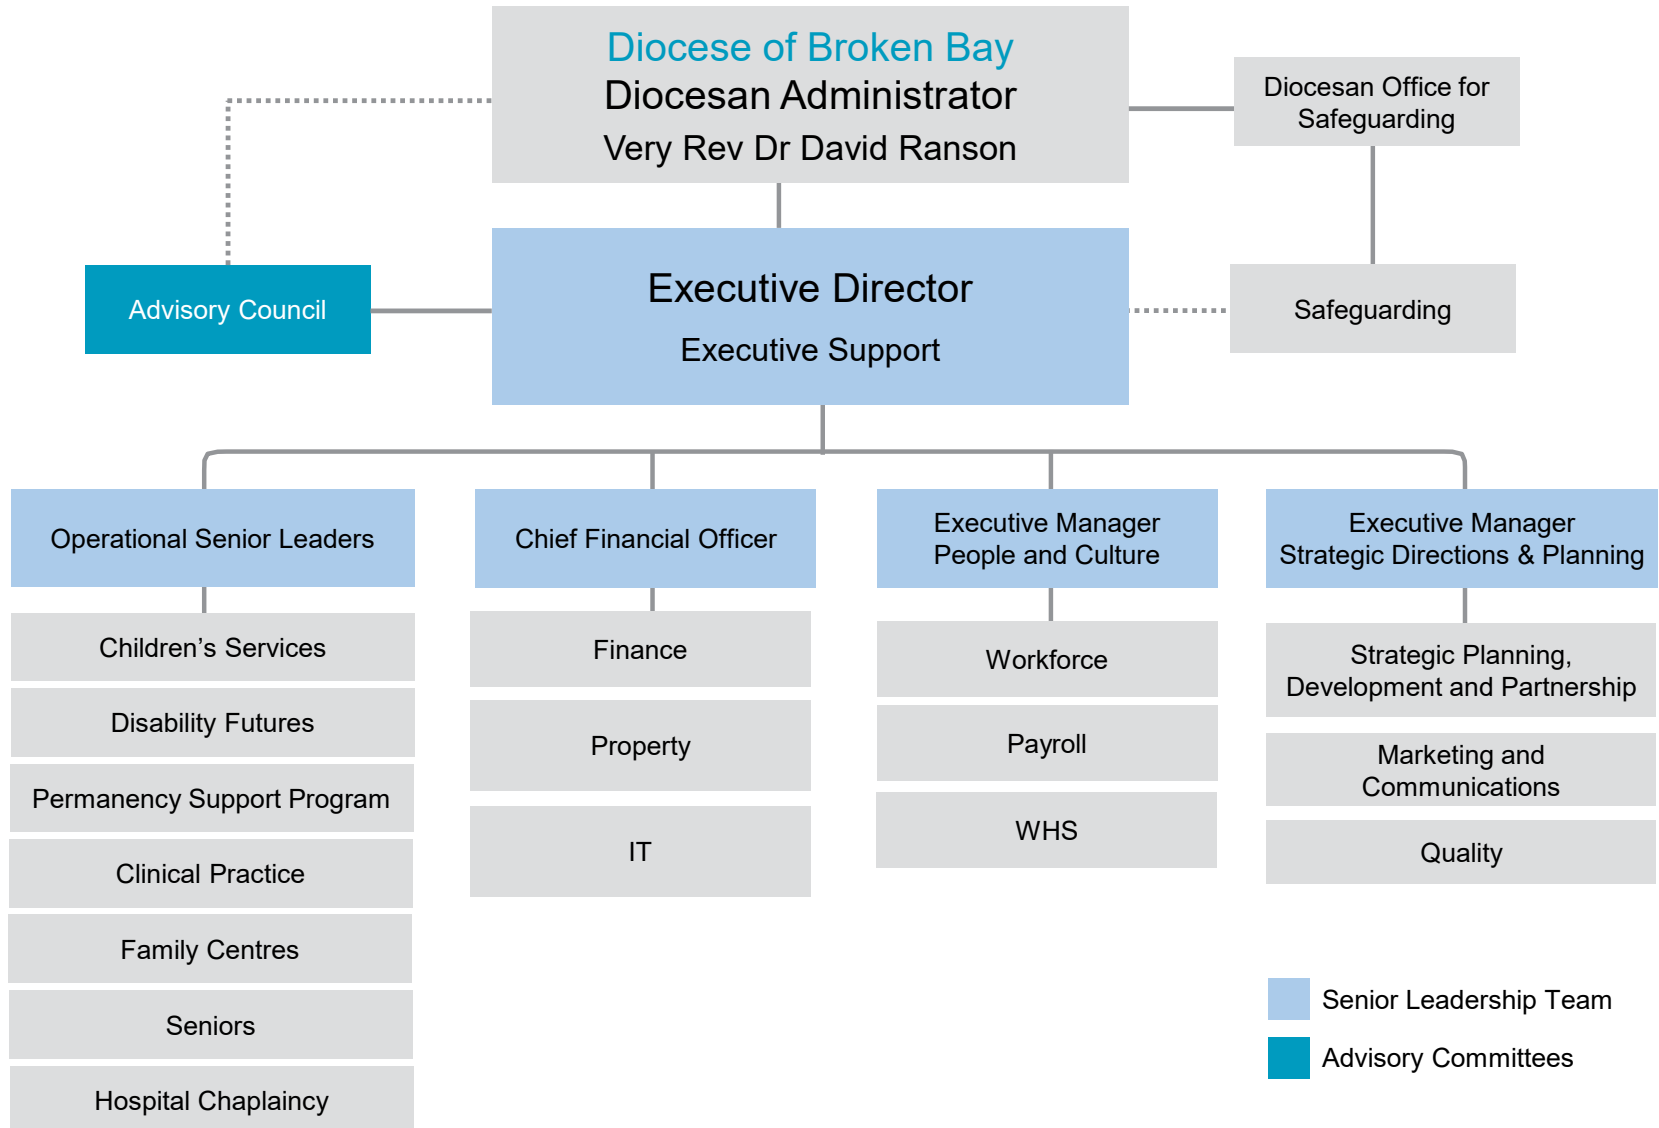 Diocese of Broken Bay
Diocesan Administrator
Very Rev Dr David Ranson
Diocesan Office for
Safeguarding
Advisory Council
Executive Director
Executive Support
Safeguarding
Operational Senior Leaders
Children’s Services
Disability Futures
Permanency Support Program
Clinical Practice
Family Centres
Seniors
Hospital Chaplaincy
Chief Financial Officer
Finance
Property
IT
Executive Manager
People and Culture
Workforce
Payroll
WHS
Executive Manager
Strategic Directions & Planning
Strategic Planning,
Development and Partnership
Marketing and
Communications
Quality
Senior Leadership Team
Advisory Committees